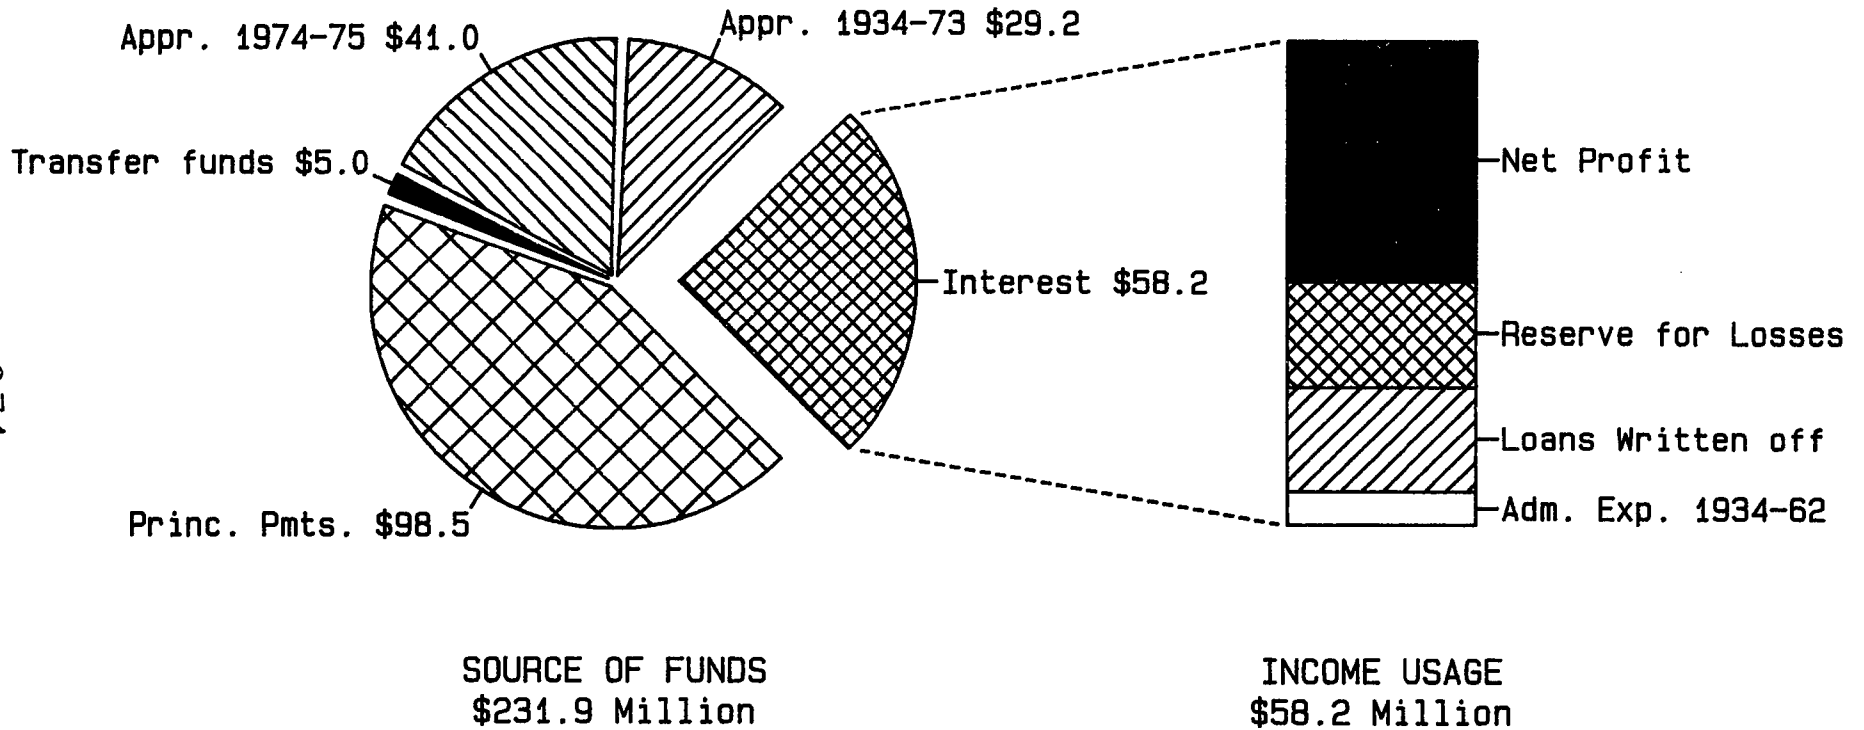 Appr. 1974-75 $41.0
Appr. 1934-73 $29.2
Transfer funds $5.0
Net Profit
Interest $58.2
Reserve for Losses
Loans Written off
Princ. Pmts. $98.5
Adm. Exp. 1934-62
SOURCE OF FUNDS
$231.9 Million
INCOME USAGE
$58.2 Million